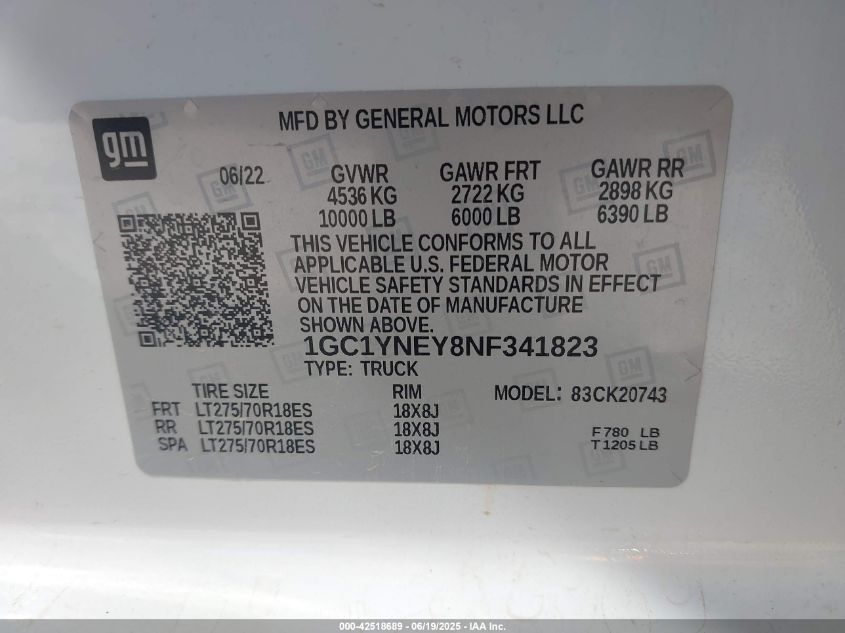 gm
MFD BY GENERAL MOTORS LLC
06/22 GVWR GAWR FRT GAWR RR
4536 KG 2722 KG 2898 KG
10000 LB 6000 LB 6390 LB
THIS VEHICLE CONFORMS TO ALL
APPLICABLE U.S. FEDERAL MOTOR
VEHICLE SAFETY STANDARDS IN EFFECT
ON THE DATE OF MANUFACTURE
SHOWN ABOVE.
1GC1YNEY8NF341823
TYPE: TRUCK
TIRE SIZE RIM MODEL: 83CK20743
FRT LT275/70R18ES 18X8J
RR LT275/70R18ES 18X8J F 780 LB
SPA LT275/70R18ES 18X8J T 1205 LB
000-42518689 - 06/19/2025 - IAA Inc.